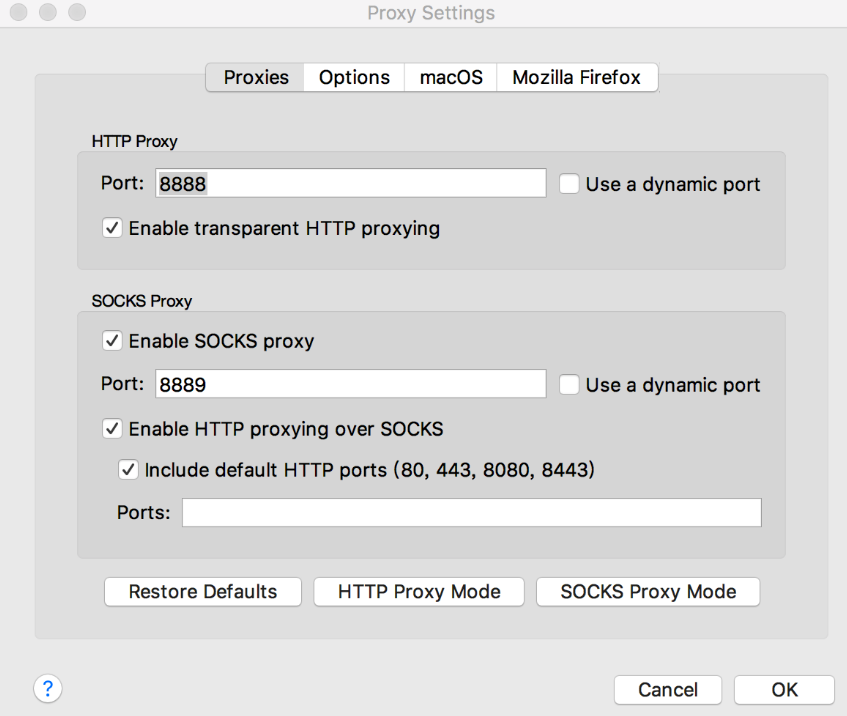 Proxy Settings
Proxies Options macOS Mozilla Firefox
HTTP Proxy
Port: 8888 Use a dynamic port
Enable transparent HTTP proxying
SOCKS Proxy
Enable SOCKS proxy
Port: 8889 Use a dynamic port
Enable HTTP proxying over SOCKS
Include default HTTP ports (80, 443, 8080, 8443)
Ports:
Restore Defaults HTTP Proxy Mode SOCKS Proxy Mode
? Cancel OK